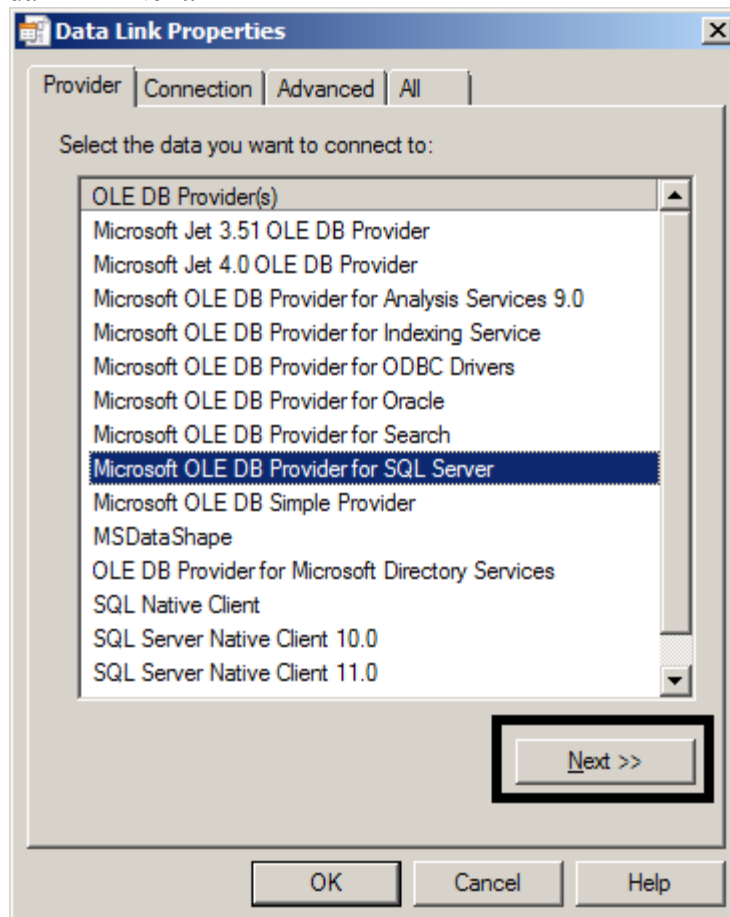 Data Link Properties
Provider Connection Advanced All
Select the data you want to connect to:
OLE DB Provider(s)
Microsoft Jet 3.51 OLE DB Provider
Microsoft Jet 4.0 OLE DB Provider
Microsoft OLE DB Provider for Analysis Services 9.0
Microsoft OLE DB Provider for Indexing Service
Microsoft OLE DB Provider for ODBC Drivers
Microsoft OLE DB Provider for Oracle
Microsoft OLE DB Provider for Search
Microsoft OLE DB Provider for SQL Server
Microsoft OLE DB Simple Provider
MSDataShape
OLE DB Provider for Microsoft Directory Services
SQL Native Client
SQL Server Native Client 10.0
SQL Server Native Client 11.0
Next >>
OK Cancel Help